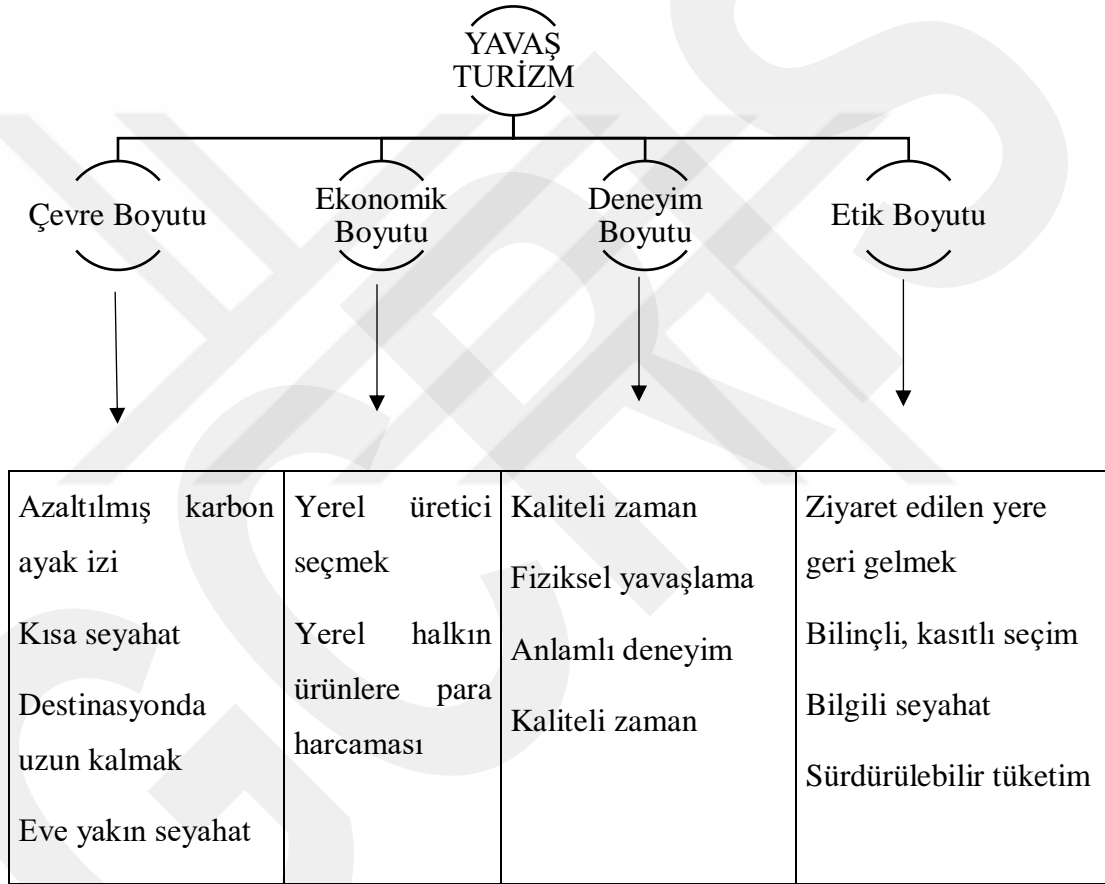 YAVAŞ
TURİZM
Çevre Boyutu
Ekonomik
Boyutu
Deneyim
Boyutu
Etik Boyutu
Azaltılmış karbon
ayak izi
Kısa seyahat
Destinasyonda
uzun kalmak
Eve yakın seyahat
Yerel üretici
seçmek
Yerel halkın
ürünlere para
harcaması
Kaliteli zaman
Fiziksel yavaşlama
Anlamlı deneyim
Kaliteli zaman
Ziyaret edilen yere
geri gelmek
Bilinçli, kasıtlı seçim
Bilgili seyahat
Sürdürülebilir tüketim